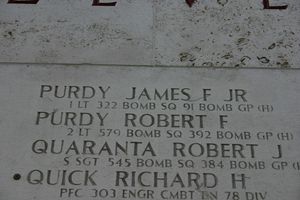 PURDY JAMES F JR
1 LT 322 BOMB SQ 91 BOMB GP (H)
PURDY ROBERT F
2 LT 579 BOMB SQ 392 BOMB GP (H)
QUARANTA ROBERT J
S SGT 545 BOMB SQ 384 BOMB GP
• QUICK RICHARD H
PFC 303 ENGR CMBT BN 78 DIV